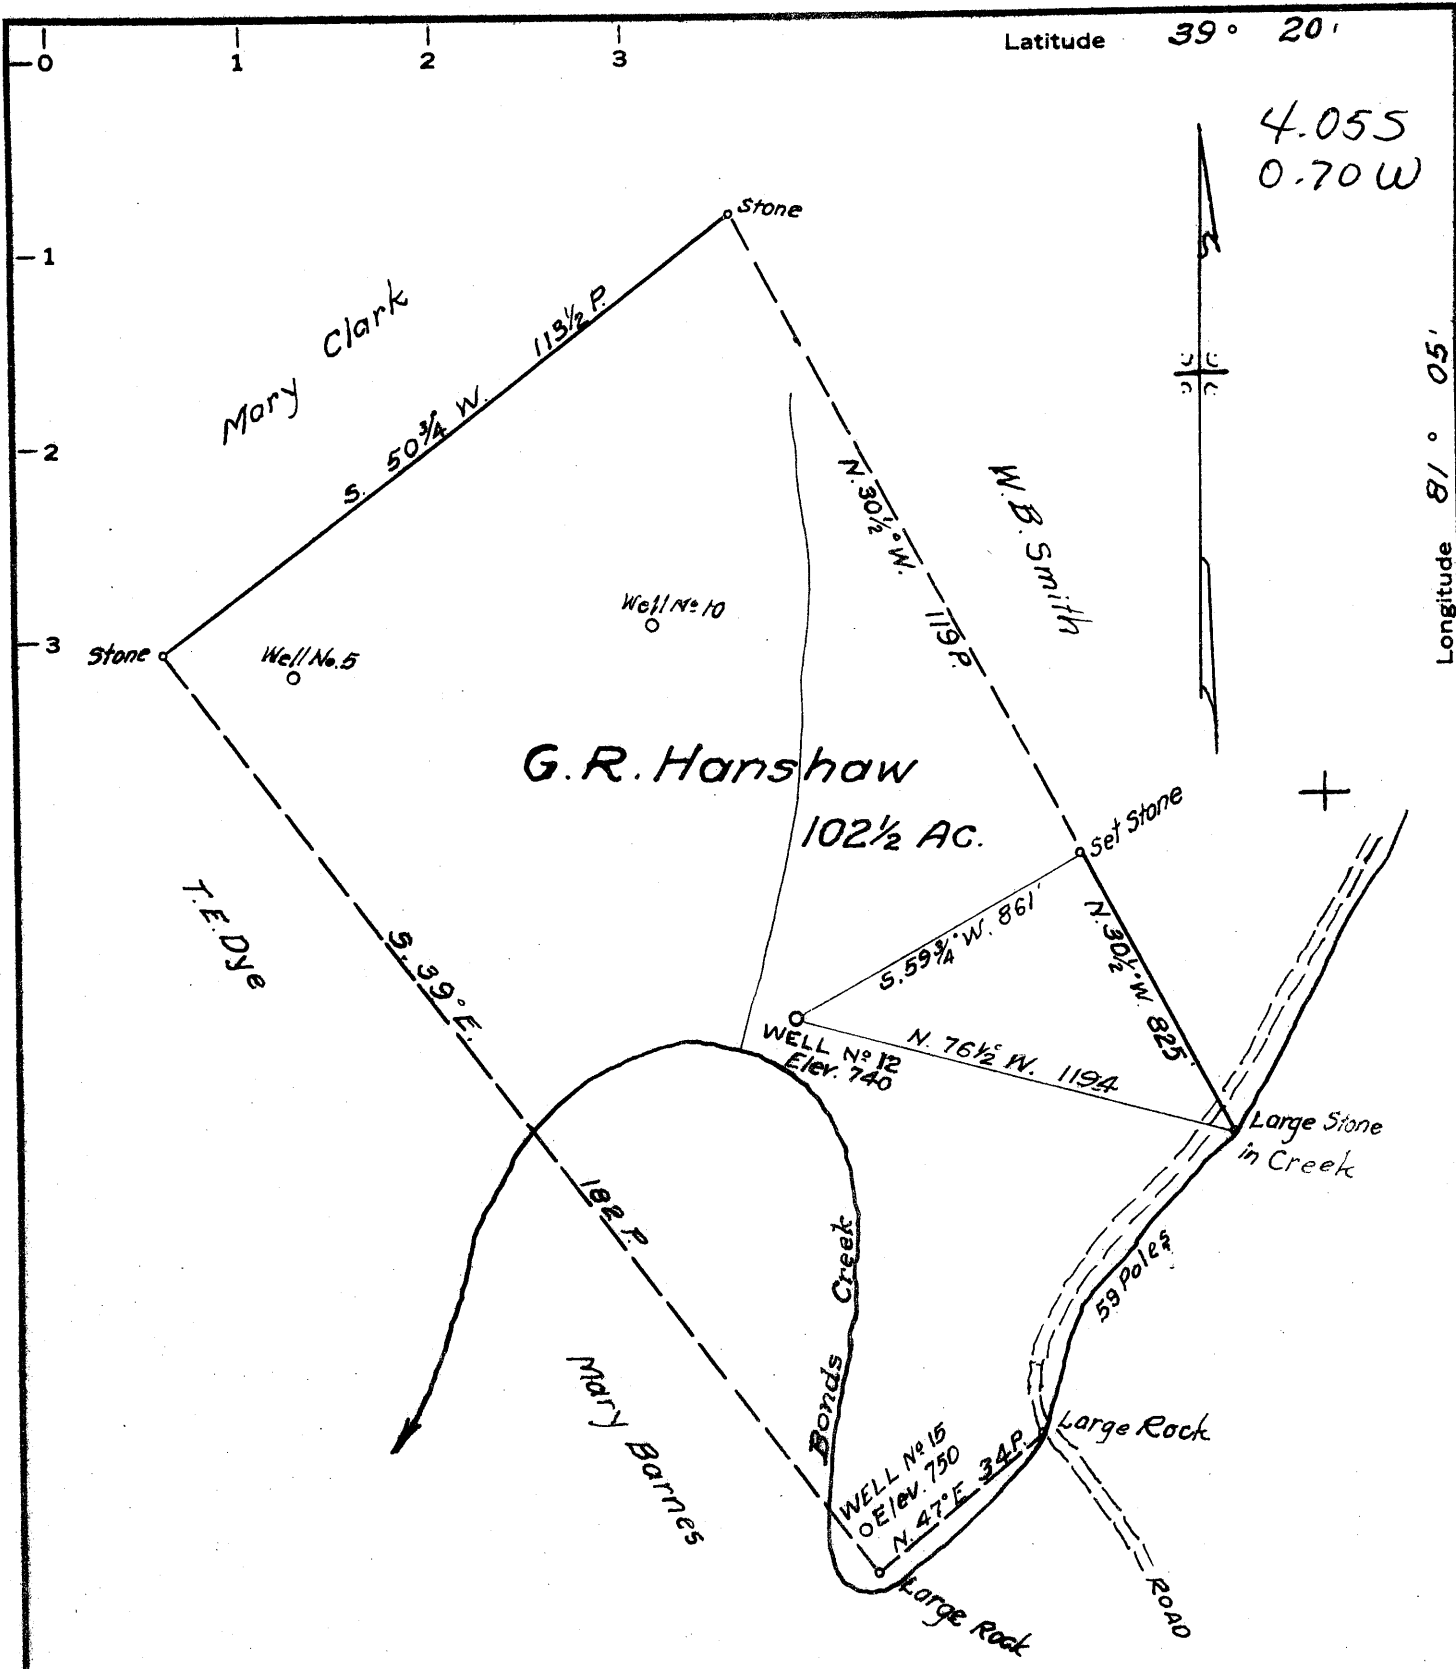 Latitude 39° 20'
0 1 2 3
4.05S
0.70 W
Stone
1
Mary Clark
113½ P.
S. 50¾ W.
2
N. 30½° W.
119 P.
W. B. Smith
Longitude 81° 05'
Well № 10
3
Stone
Well No. 5
G. R. Hanshaw
102½ Ac.
Set Stone
T. E. Dye
S. 39° E.
S. 59¾° W. 861'
N. 30½° W. 825'
WELL № 12
Elev. 740
N. 76½° W. 1194
Large Stone
in Creek
182 P.
Bonds Creek
59 Poles
Mary Barnes
Large Rock
WELL № 15
Elev. 750
N. 47° E. 34 P.
Large Rock
ROAD